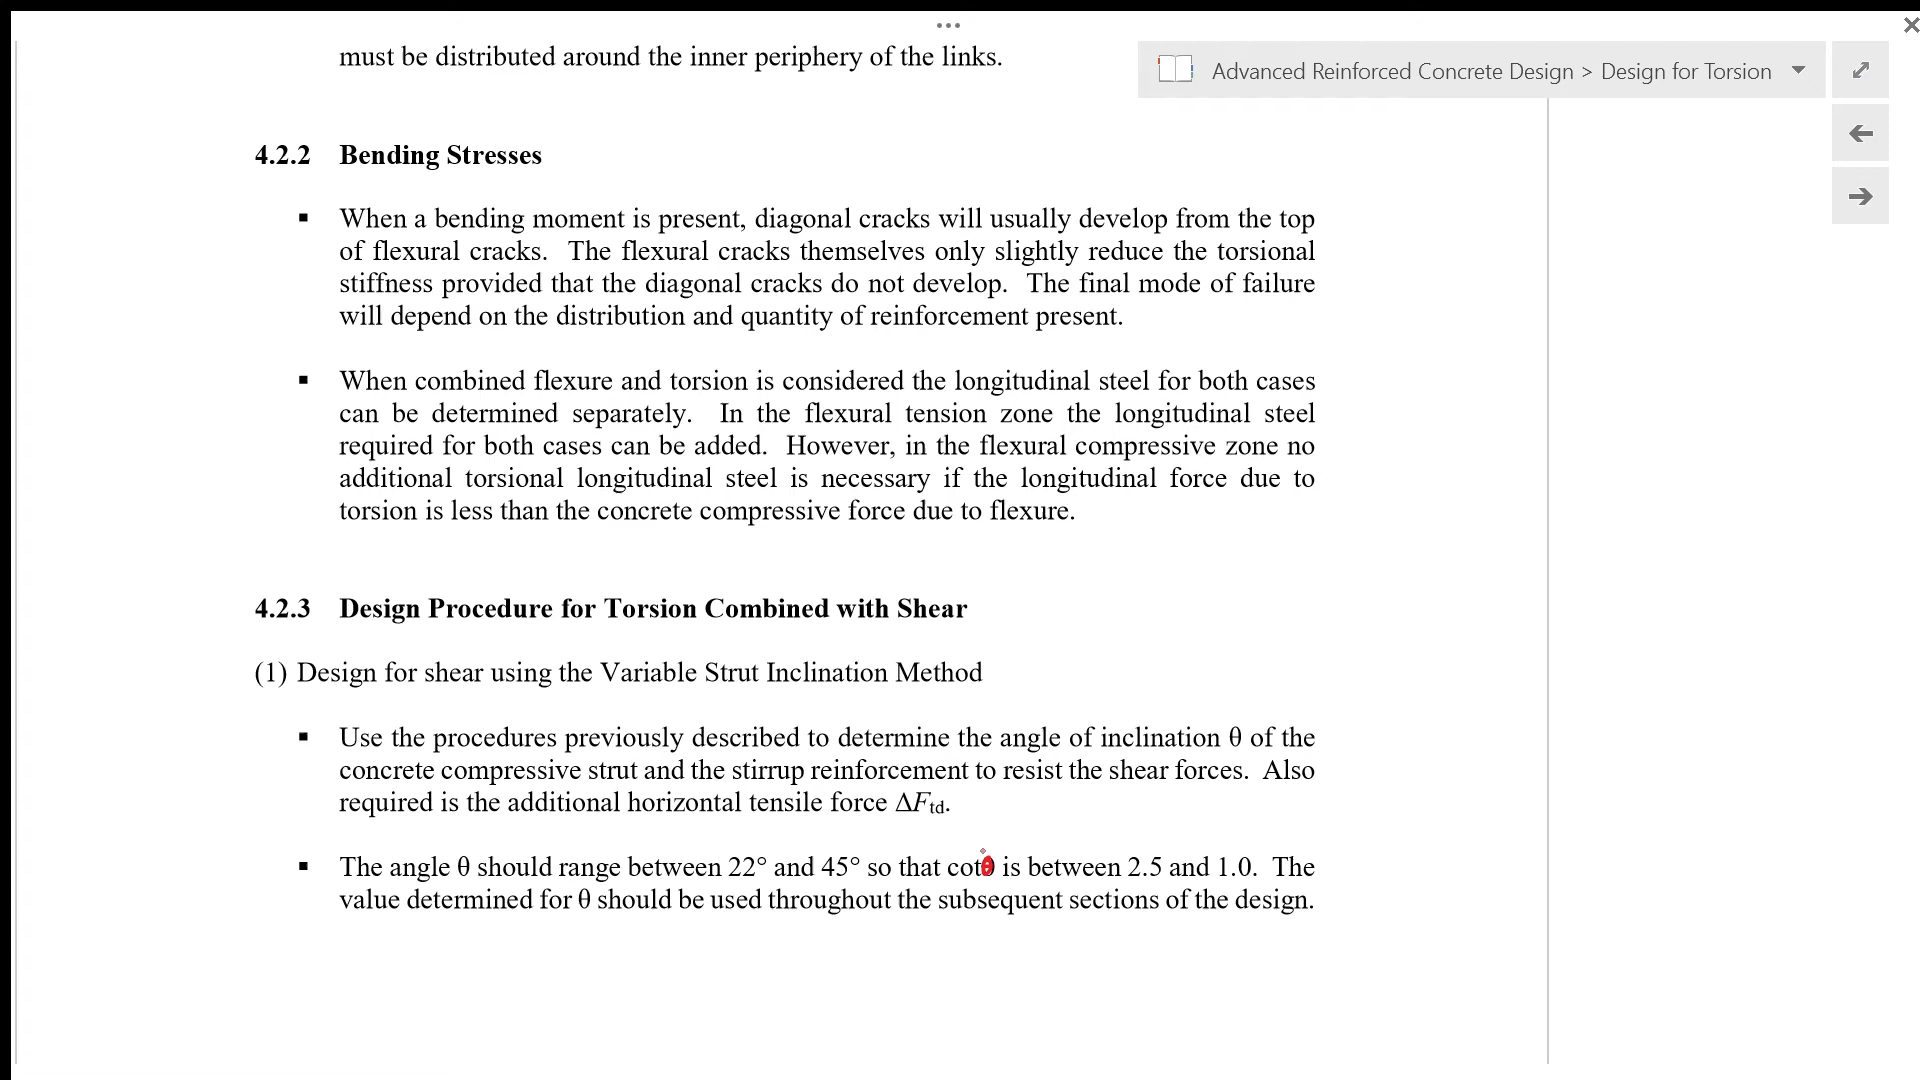 must be distributed around the inner periphery of the links.
Advanced Reinforced Concrete Design > Design for Torsion
4.2.2 Bending Stresses
▪ When a bending moment is present, diagonal cracks will usually develop from the top
of flexural cracks. The flexural cracks themselves only slightly reduce the torsional
stiffness provided that the diagonal cracks do not develop. The final mode of failure
will depend on the distribution and quantity of reinforcement present.
▪ When combined flexure and torsion is considered the longitudinal steel for both cases
can be determined separately. In the flexural tension zone the longitudinal steel
required for both cases can be added. However, in the flexural compressive zone no
additional torsional longitudinal steel is necessary if the longitudinal force due to
torsion is less than the concrete compressive force due to flexure.
4.2.3 Design Procedure for Torsion Combined with Shear
(1) Design for shear using the Variable Strut Inclination Method
▪ Use the procedures previously described to determine the angle of inclination θ of the
concrete compressive strut and the stirrup reinforcement to resist the shear forces. Also
required is the additional horizontal tensile force ΔFtd.
▪ The angle θ should range between 22° and 45° so that cotθ is between 2.5 and 1.0. The
value determined for θ should be used throughout the subsequent sections of the design.